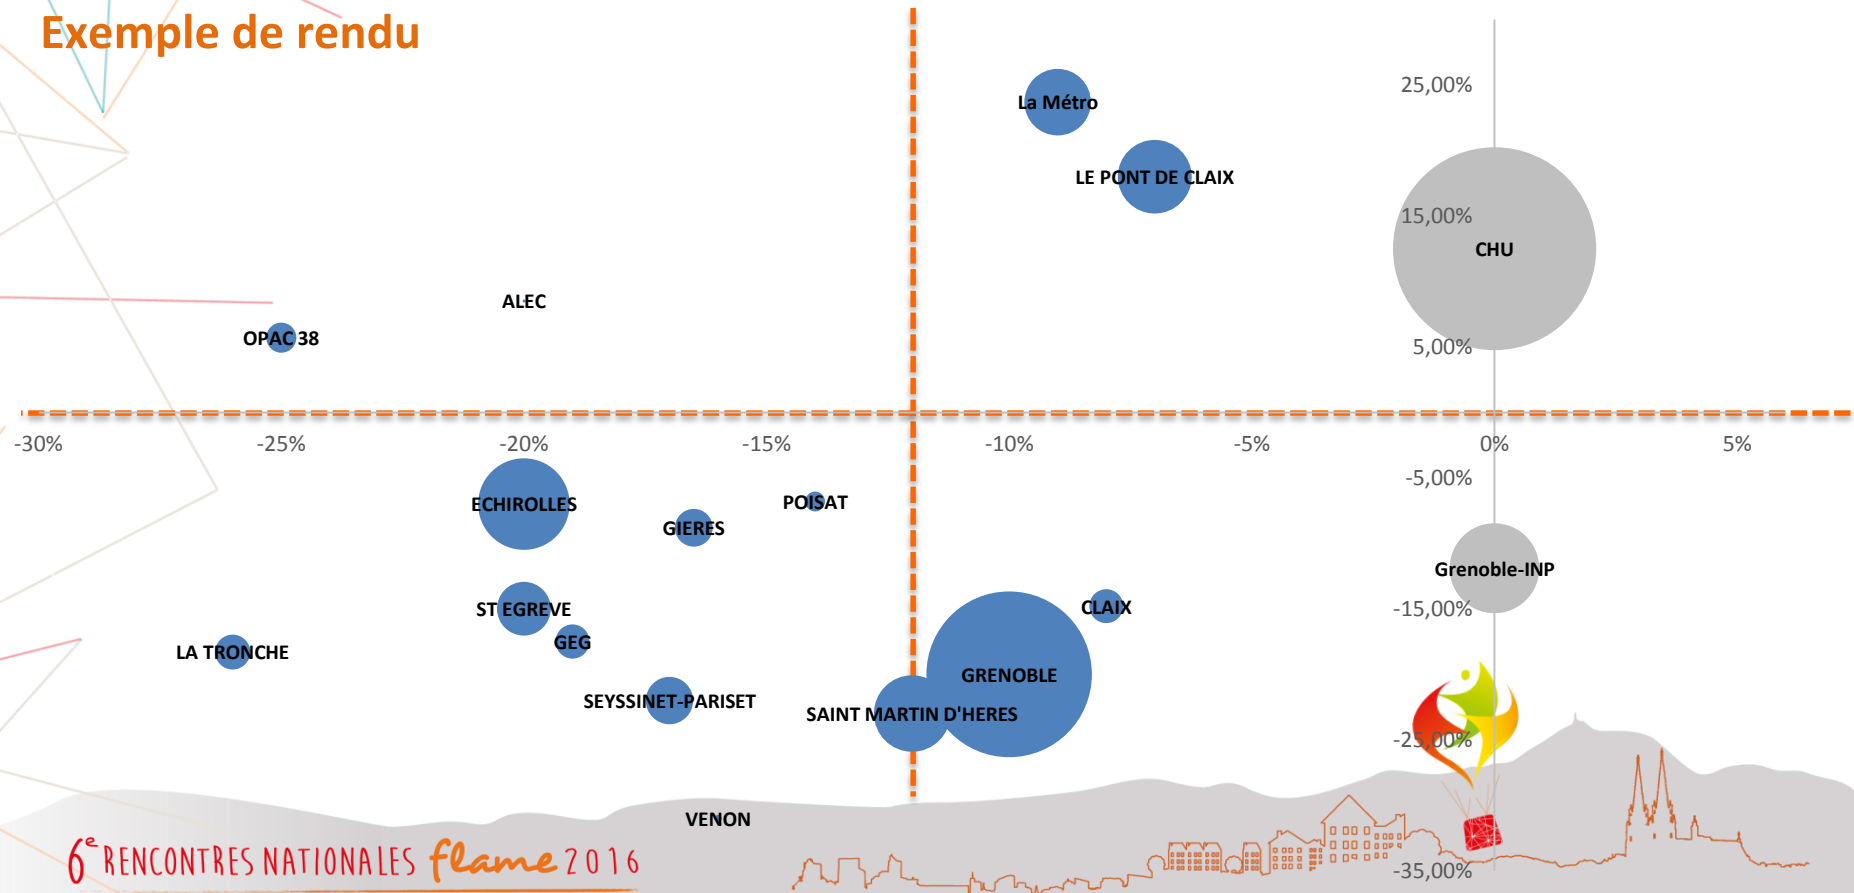 Exemple de rendu
25,00%
La Métro
LE PONT DE CLAIX
15,00%
CHU
ALEC
OPAC 38
5,00%
-30%
-25%
-20%
-15%
-10%
-5%
0%
5%
-5,00%
ECHIROLLES
POISAT
GIERES
Grenoble-INP
ST EGREVE
CLAIX
-15,00%
GEG
LA TRONCHE
GRENOBLE
SEYSSINET-PARISET
SAINT MARTIN D'HERES
-25,00%
VENON
6e RENCONTRES NATIONALES flame 2016
-35,00%